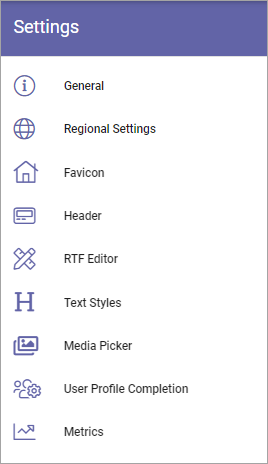 Settings
General
Regional Settings
Favicon
Header
RTF Editor
Text Styles
Media Picker
User Profile Completion
Metrics